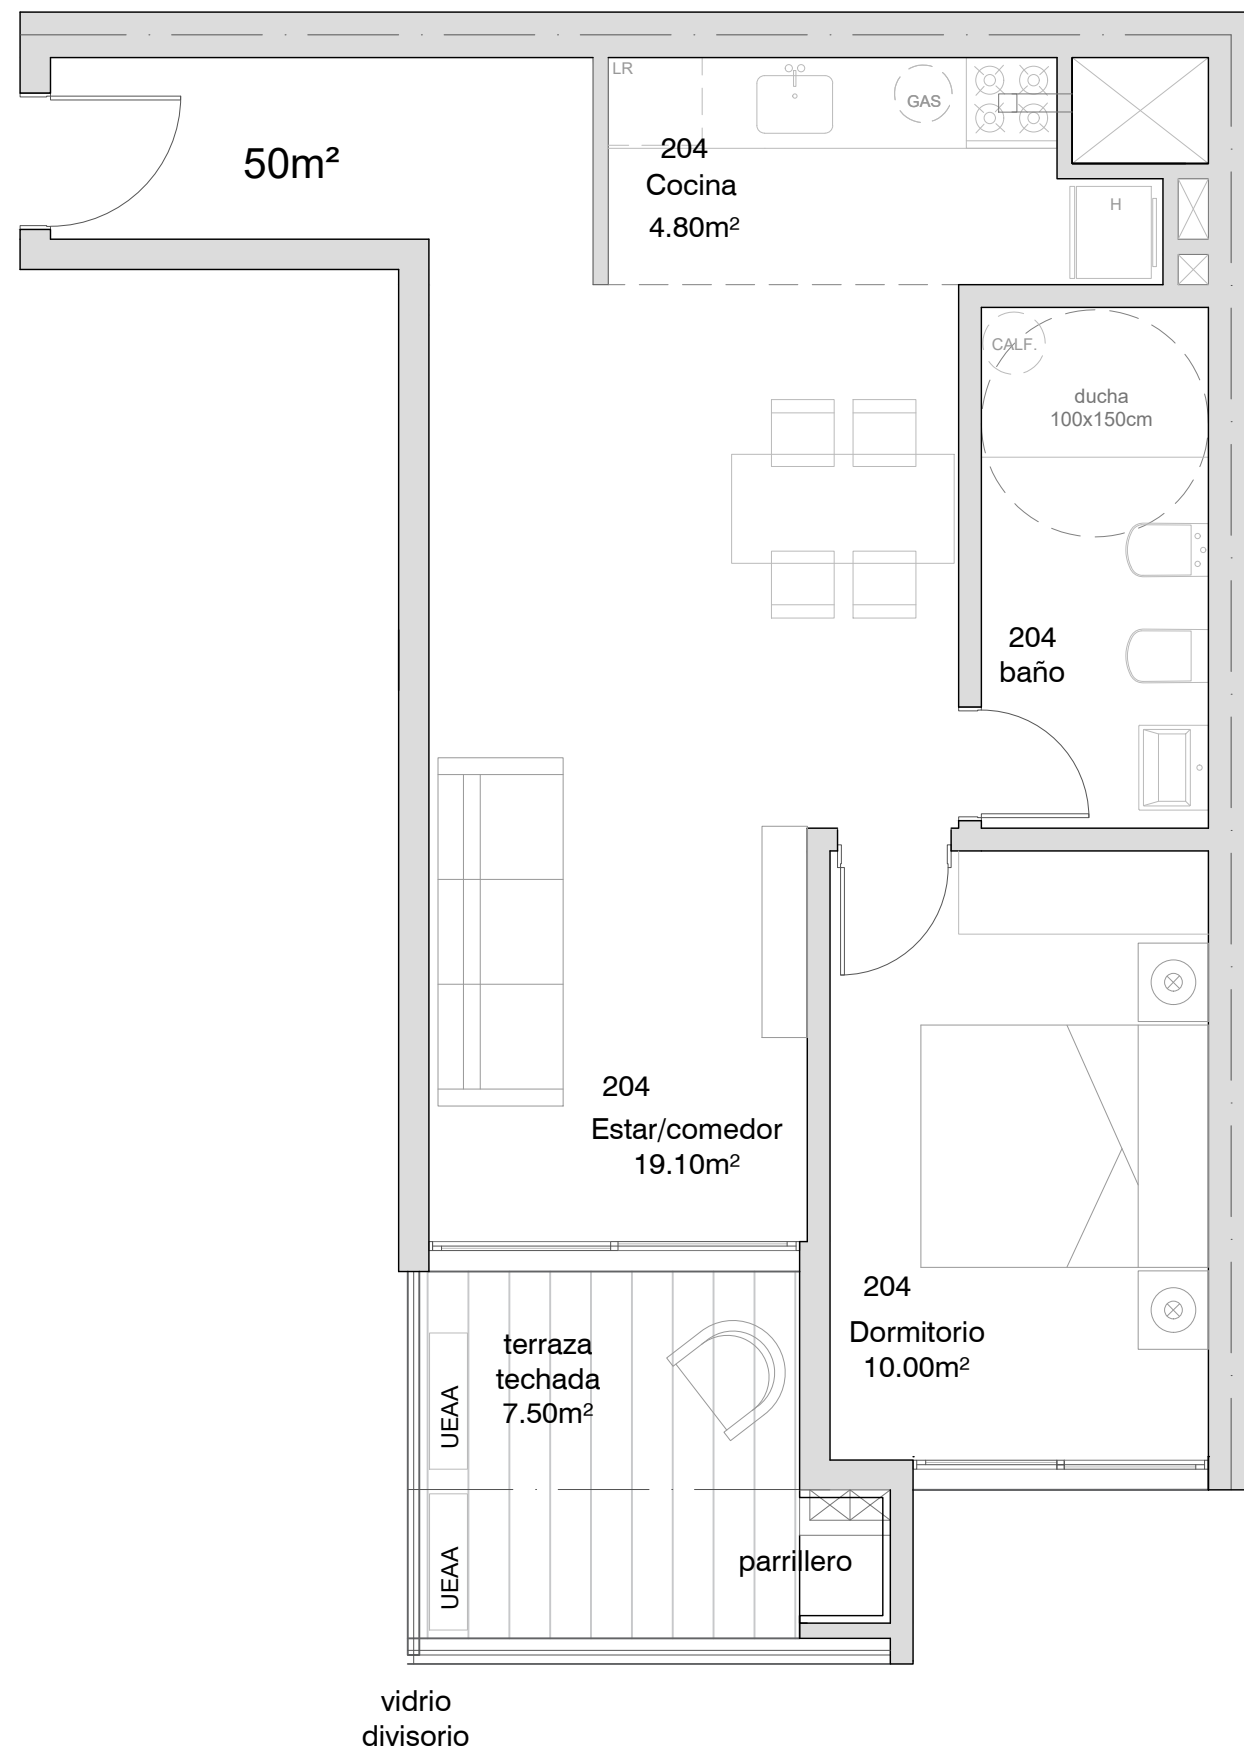 LR
GAS
50m²
204
Cocina
4.80m²
H
CALF.
ducha
100x150cm
204
baño
204
Estar/comedor
19.10m²
204
Dormitorio
10.00m²
terraza
techada
7.50m²
UEAA
UEAA
parrillero
vidrio
divisorio